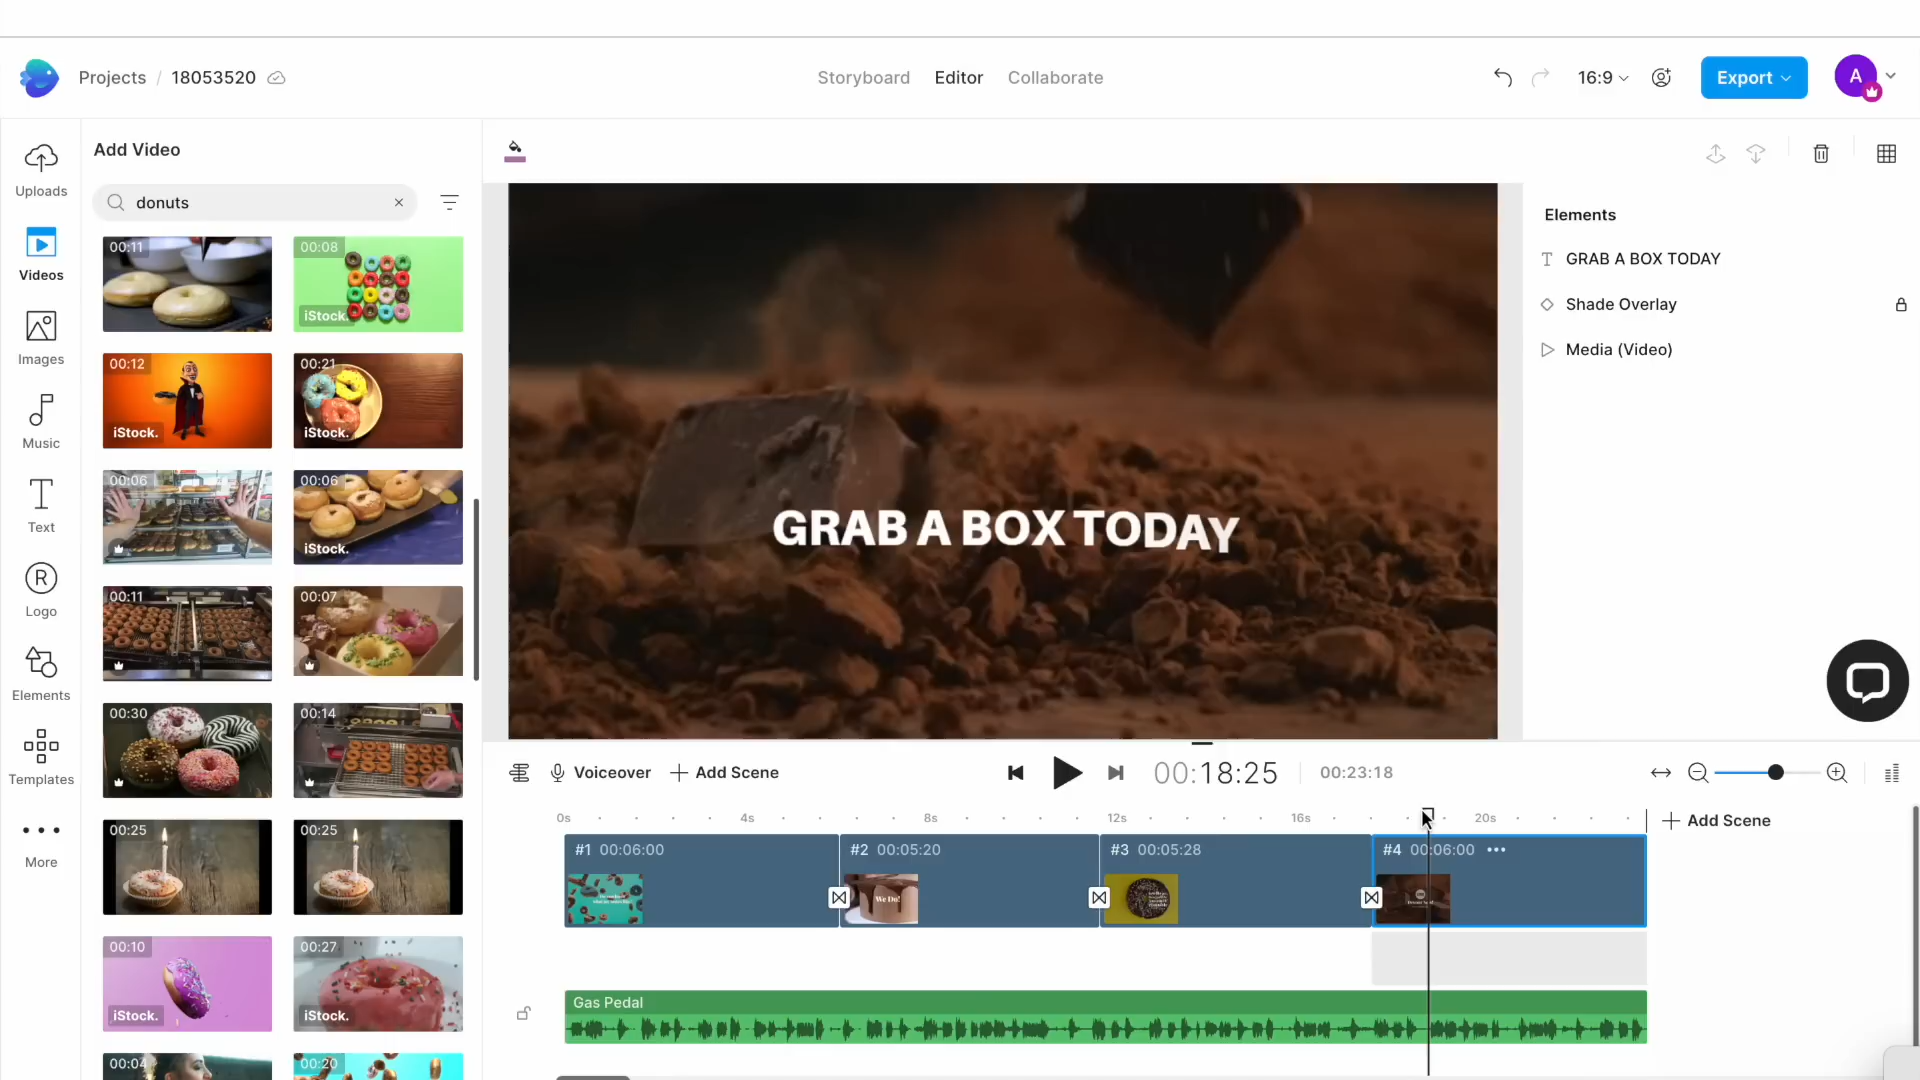 Projects / 18053520
Storyboard
Editor
Collaborate
16:9
Export
A
Uploads
Videos
Images
Music
Text
Logo
Elements
Templates
More
Add Video
donuts
00:11
00:08
iStock.
00:12
iStock.
00:21
iStock.
00:06
00:06
iStock.
00:11
00:07
00:30
00:14
00:25
00:25
00:10
iStock.
00:27
iStock.
00:04
00:20
GRAB A BOX TODAY
Elements
GRAB A BOX TODAY
Shade Overlay
Media (Video)
Voiceover
Add Scene
00:18:25
00:23:18
0s
4s
8s
12s
16s
20s
Add Scene
#1 00:06:00
#2 00:05:20
We Do!
#3 00:05:28
#4 00:06:00
Gas Pedal